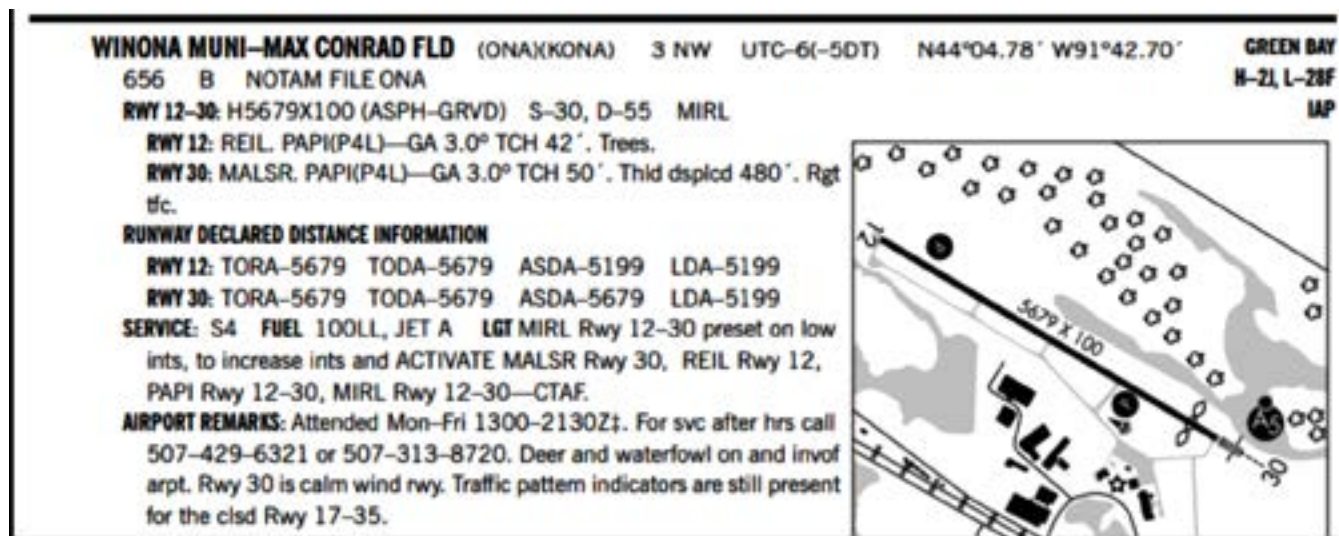 WINONA MUNI–MAX CONRAD FLD (ONA)(KONA) 3 NW UTC–6(–5DT) N44°04.78´ W91°42.70´ GREEN BAY
656 B NOTAM FILE ONA H–2J, L–28F
RWY 12–30: H5679X100 (ASPH–GRVD) S–30, D–55 MIRL IAP
RWY 12: REIL. PAPI(P4L)—GA 3.0° TCH 42´. Trees.
RWY 30: MALSR. PAPI(P4L)—GA 3.0° TCH 50´. Thld dsplcd 480´. Rgt
tfc.
RUNWAY DECLARED DISTANCE INFORMATION
RWY 12: TORA–5679 TODA–5679 ASDA–5199 LDA–5199
RWY 30: TORA–5679 TODA–5679 ASDA–5679 LDA–5199
SERVICE: S4 FUEL 100LL, JET A LGT MIRL Rwy 12–30 preset on low
ints, to increase ints and ACTIVATE MALSR Rwy 30, REIL Rwy 12,
PAPI Rwy 12–30, MIRL Rwy 12–30—CTAF.
AIRPORT REMARKS: Attended Mon–Fri 1300–2130Z‡. For svc after hrs call
507–429–6321 or 507–313–8720. Deer and waterfowl on and invof
arpt. Rwy 30 is calm wind rwy. Traffic pattern indicators are still present
for the clsd Rwy 17–35.
12
5679 X 100
A5
30